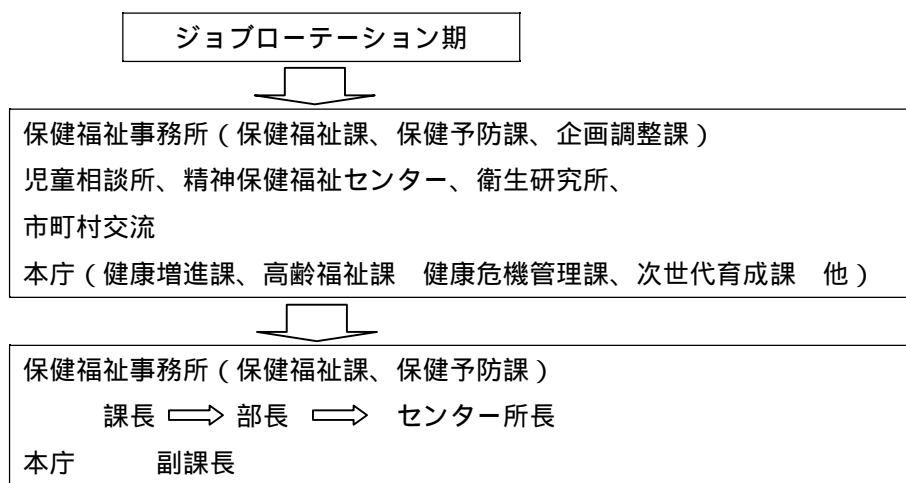 ジョブローテーション期
保健福祉事務所（保健福祉課、保健予防課、企画調整課）
児童相談所、精神保健福祉センター、衛生研究所、
市町村交流
本庁（健康増進課、高齢福祉課　健康危機管理課、次世代育成課　他）
保健福祉事務所（保健福祉課、保健予防課）
課長　部長　センター所長
本庁　副課長